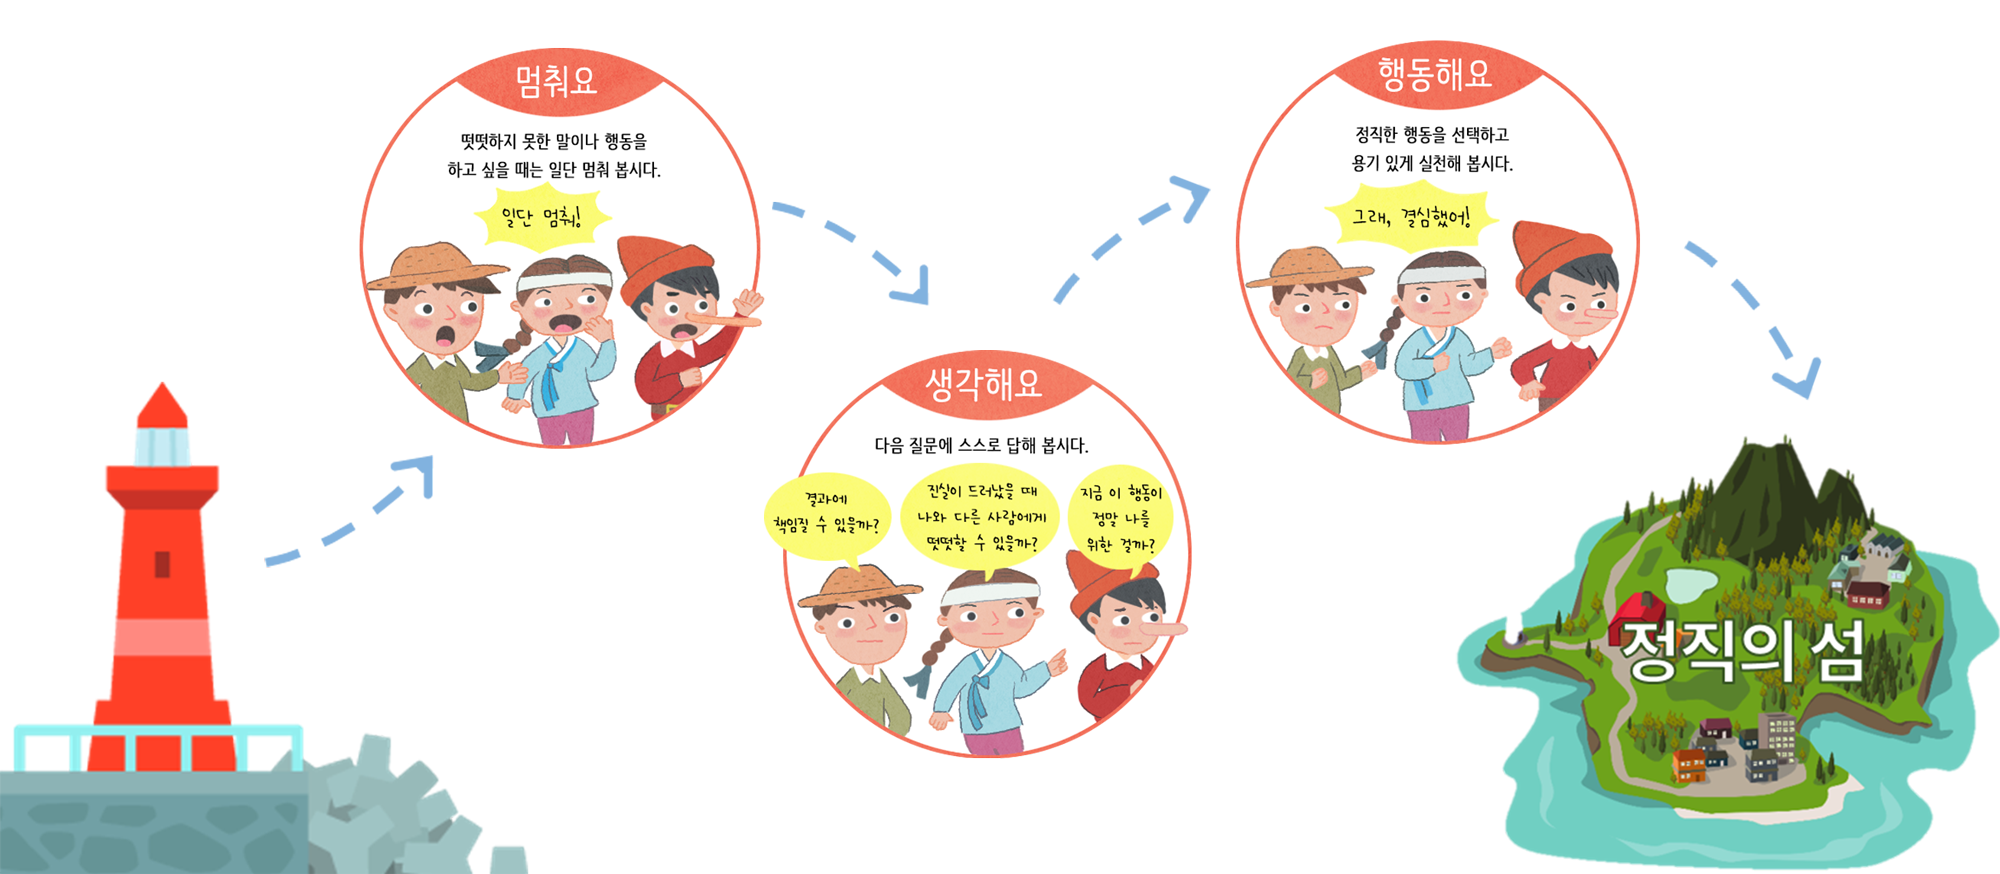 멈춰요
떳떳하지 못한 말이나 행동을
하고 싶을 때는 일단 멈춰 봅시다.
일단 멈춰!
생각해요
다음 질문에 스스로 답해 봅시다.
결과에
책임질 수 있을까?
진실이 드러났을 때
나와 다른 사람에게
떳떳할 수 있을까?
지금 이 행동이
정말 나를
위한 걸까?
행동해요
정직한 행동을 선택하고
용기 있게 실천해 봅시다.
그래, 결심했어!
정직의 섬